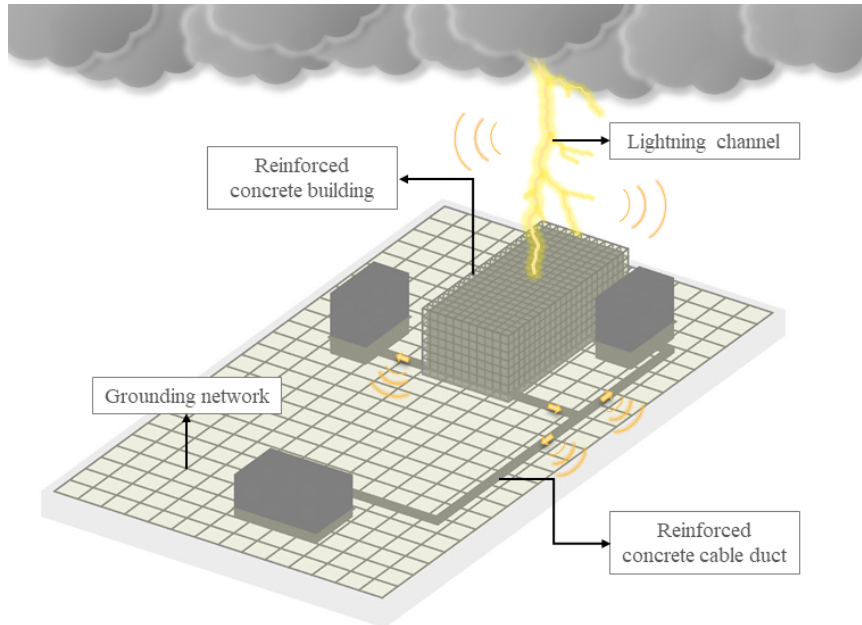 Lightning channel
Reinforced
concrete building
Grounding network
Reinforced
concrete cable duct